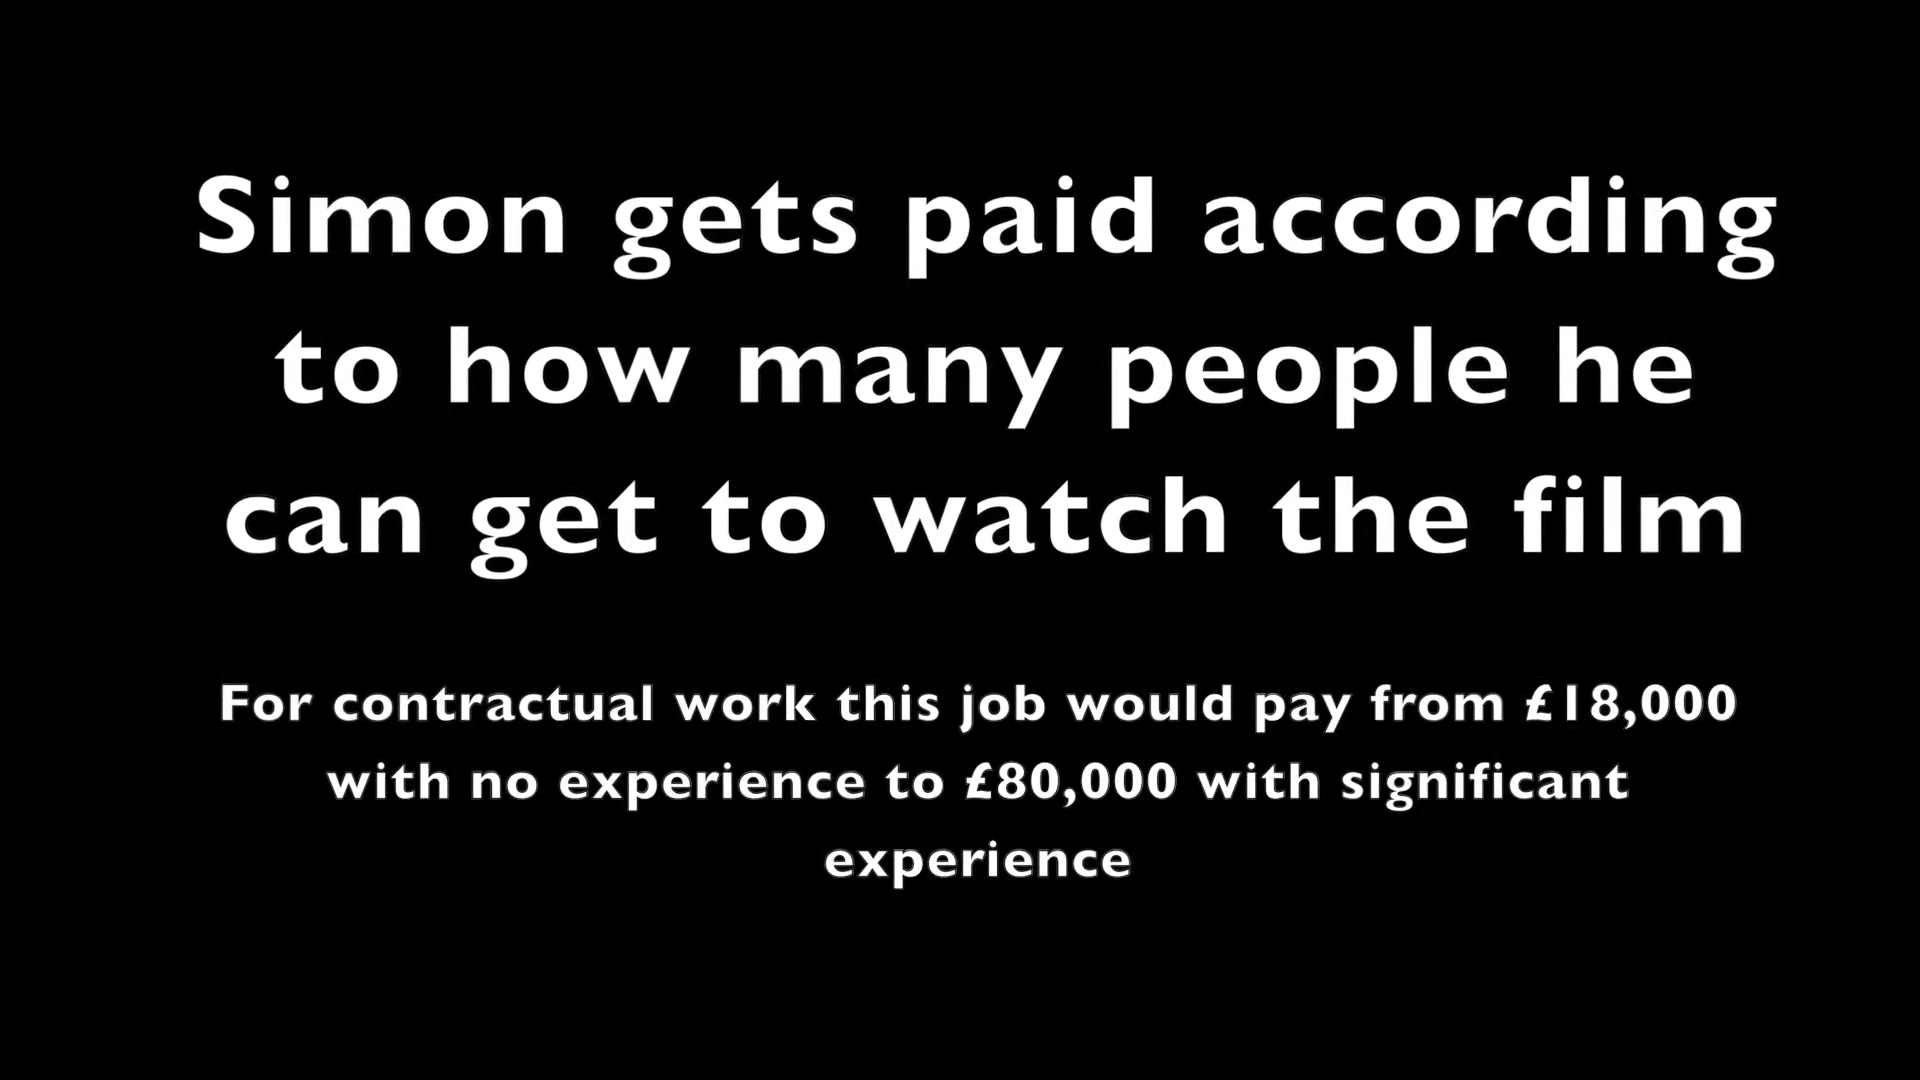 Simon gets paid according
to how many people he
can get to watch the film
For contractual work this job would pay from £18,000
with no experience to £80,000 with significant
experience